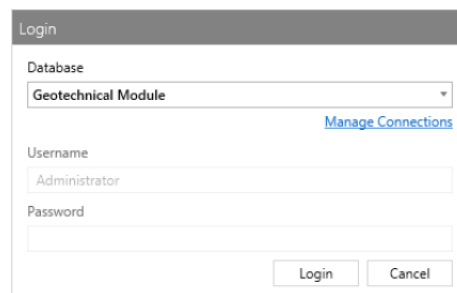 Login
Database
Geotechnical Module
Manage Connections
Username
Administrator
Password
Login Cancel